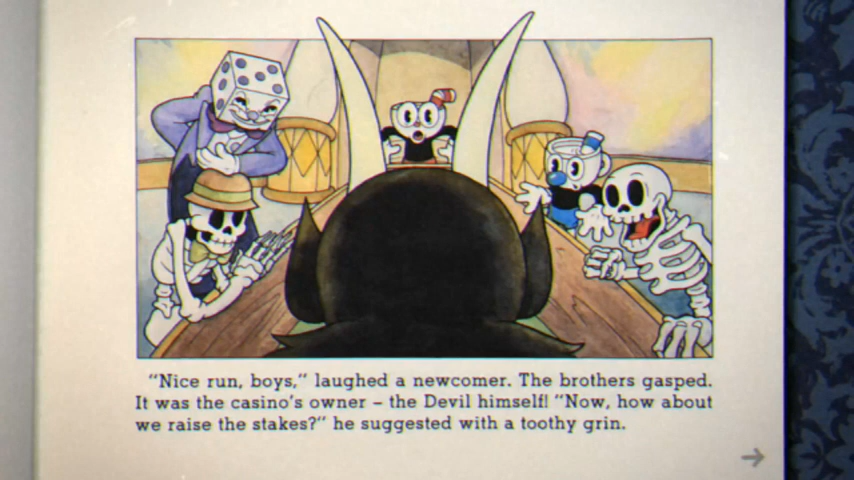 “Nice run, boys,” laughed a newcomer. The brothers gasped.
It was the casino’s owner – the Devil himself! “Now, how about
we raise the stakes?” he suggested with a toothy grin.